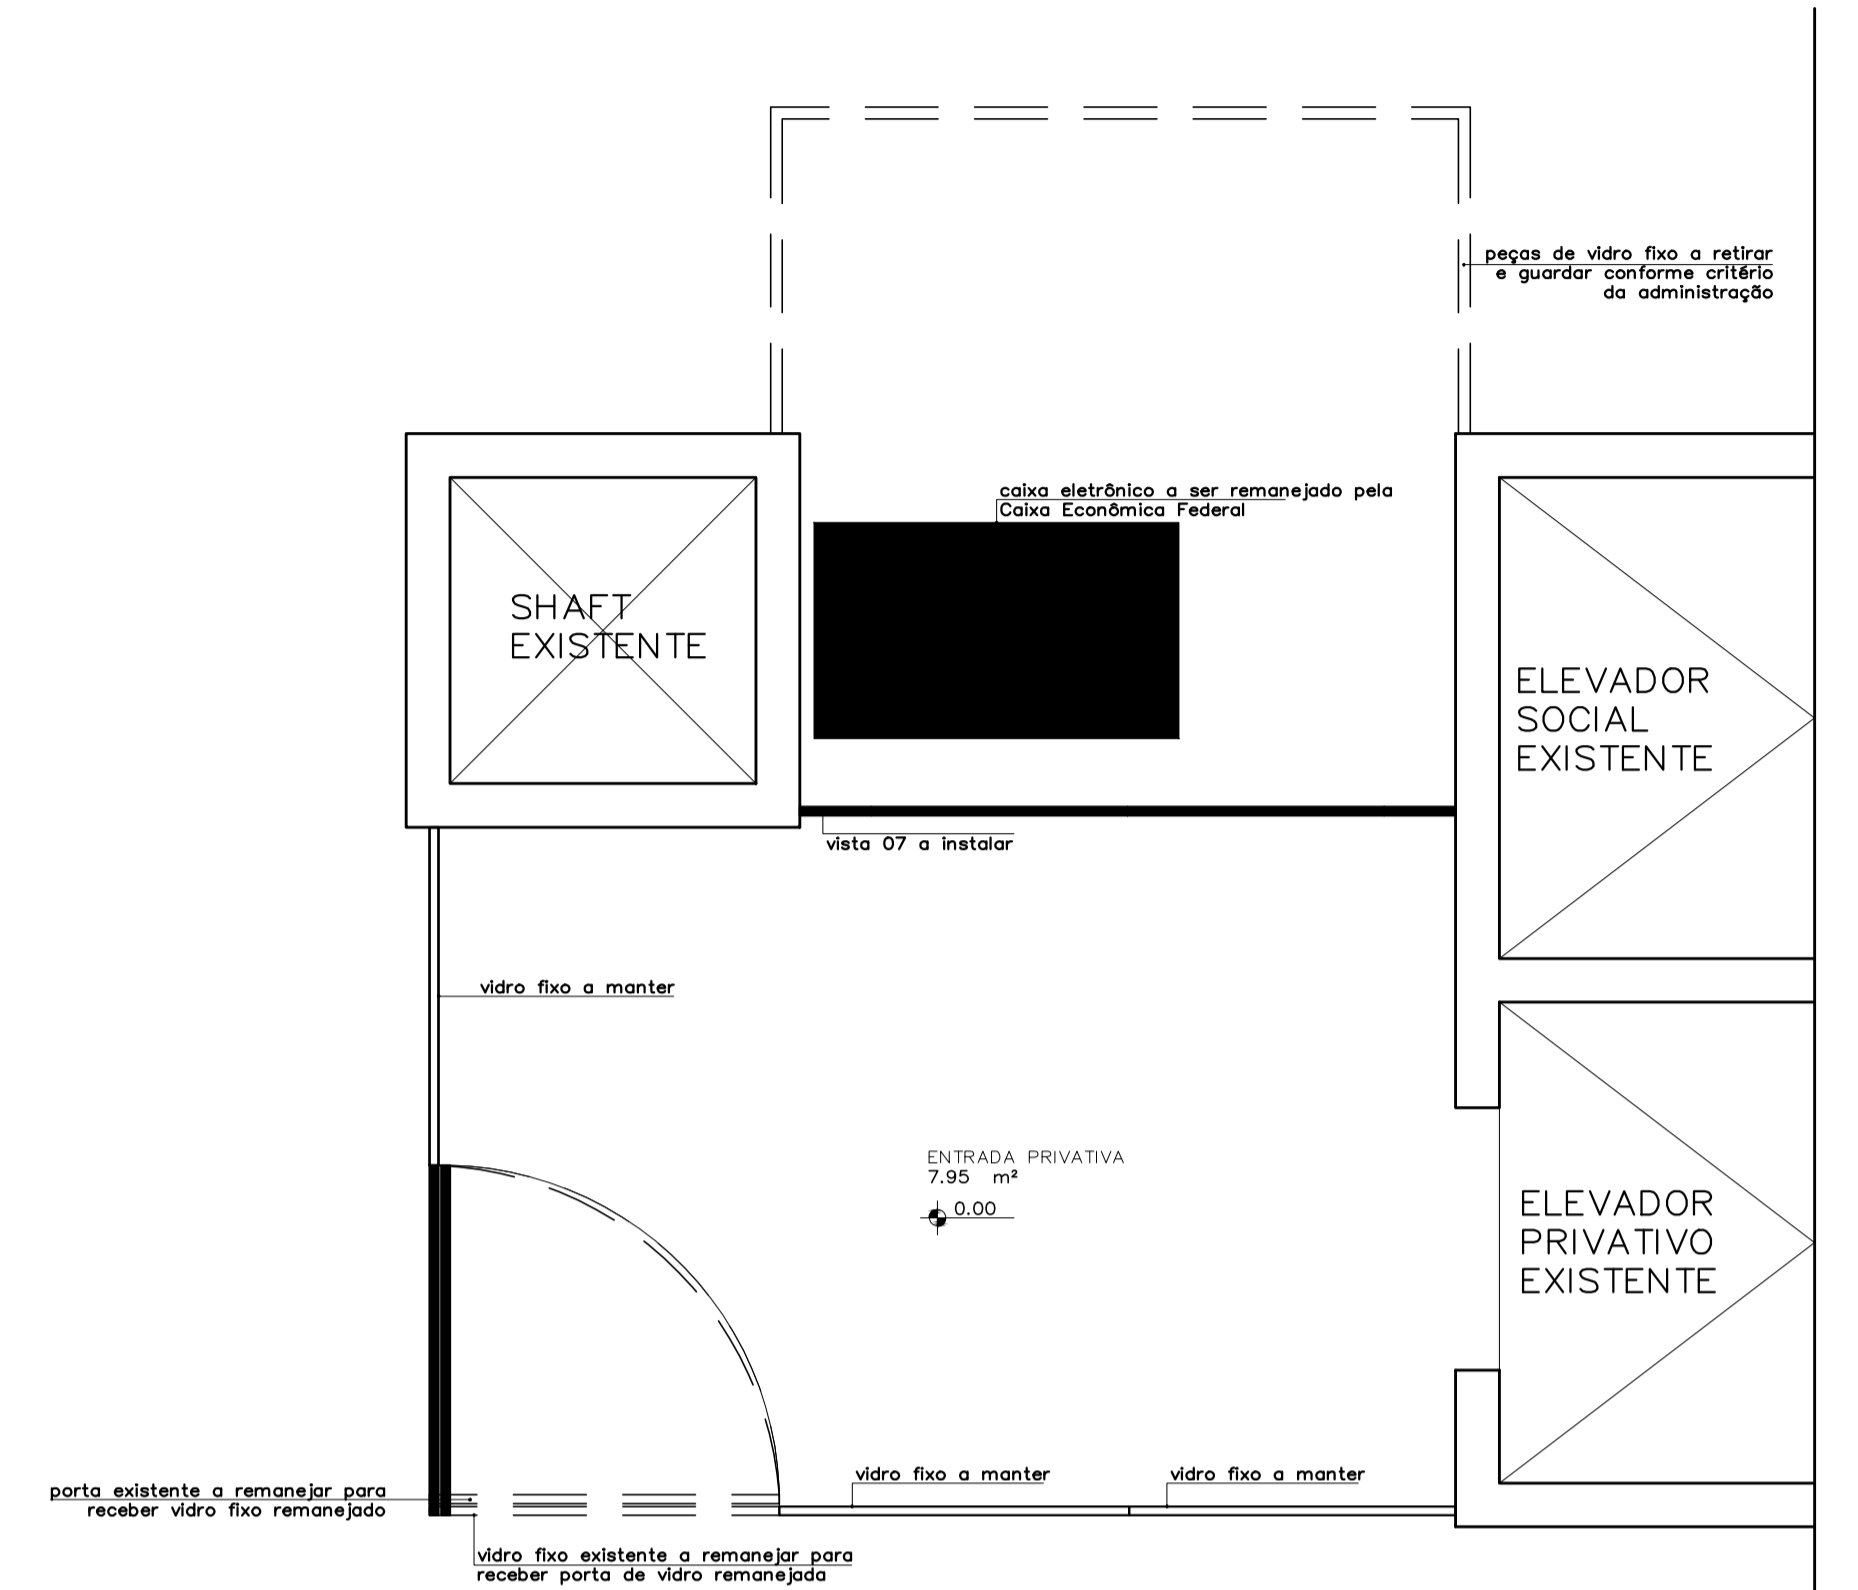 peças de vidro fixo a retirar
e guardar conforme critério
da administração
caixa eletrônico a ser remanejado pela
Caixa Econômica Federal
SHAFT
EXISTENTE
ELEVADOR
SOCIAL
EXISTENTE
vista 07 a instalar
vidro fixo a manter
ENTRADA PRIVATIVA
7.95 m²
0.00
ELEVADOR
PRIVATIVO
EXISTENTE
vidro fixo a manter
vidro fixo a manter
porta existente a remanejar para
receber vidro fixo remanejado
vidro fixo existente a remanejar para
receber porta de vidro remanejada